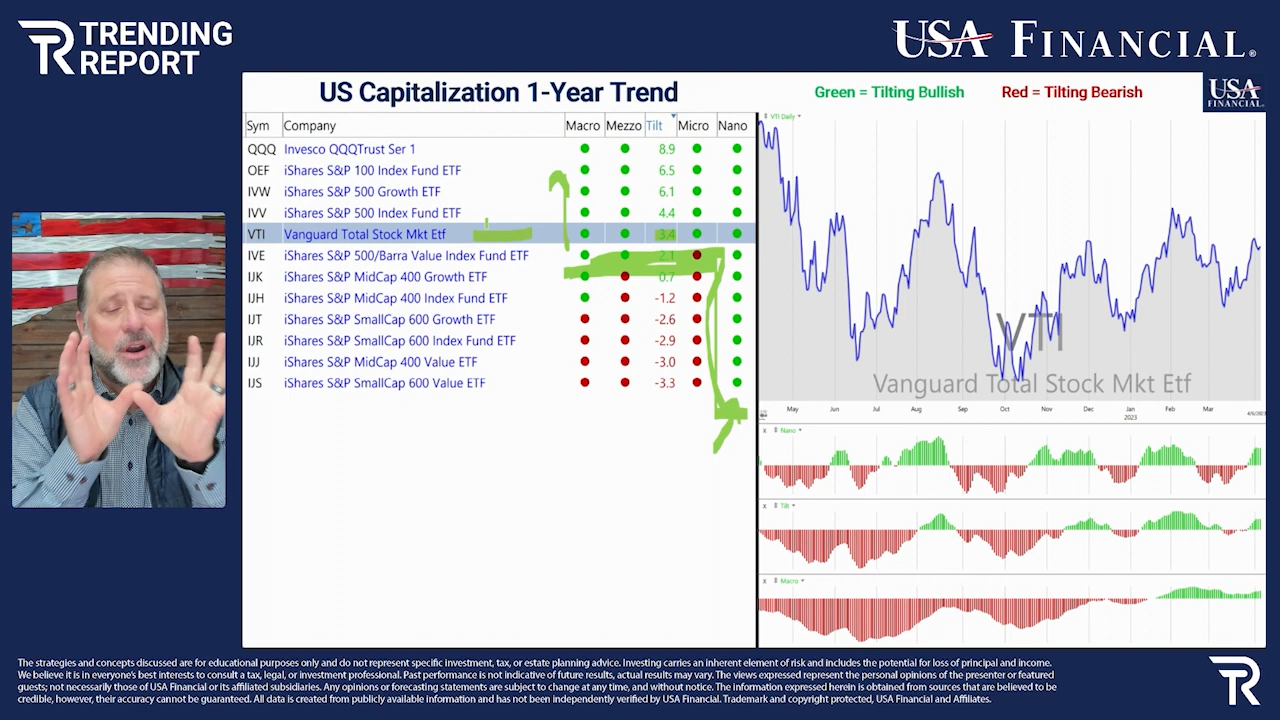 TRENDING
REPORT
USA FINANCIAL®
US Capitalization 1-Year Trend
Green = Tilting Bullish Red = Tilting Bearish
USA
FINANCIAL
Sym Company Macro Mezzo Tilt Micro Nano
QQQ Invesco QQQTrust Ser 1 8.9
OEF iShares S&P 100 Index Fund ETF 6.5
IVW iShares S&P 500 Growth ETF 6.1
IVV iShares S&P 500 Index Fund ETF 4.4
VTI Vanguard Total Stock Mkt Etf 3.4
IVE iShares S&P 500/Barra Value Index Fund ETF 2.1
IJK iShares S&P MidCap 400 Growth ETF 0.7
IJH iShares S&P MidCap 400 Index Fund ETF -1.2
IJT iShares S&P SmallCap 600 Growth ETF -2.6
IJR iShares S&P SmallCap 600 Index Fund ETF -2.9
IJJ iShares S&P MidCap 400 Value ETF -3.0
IJS iShares S&P SmallCap 600 Value ETF -3.3
VTI Daily
VTI
Vanguard Total Stock Mkt Etf
May Jun Jul Aug Sep Oct Nov Dec Jan Feb Mar
2023
x Nano
x Tilt
x Macro
The strategies and concepts discussed are for educational purposes only and do not represent specific investment, tax, or estate planning advice. Investing carries an inherent element of risk and includes the potential for loss of principal and income.
We believe it is in everyone's best interests to consult a tax, legal, or investment professional. Past performance is not indicative of future results, actual results may vary. The views expressed represent the personal opinions of the presenter or featured
guests; not necessarily those of USA Financial or its affiliated subsidiaries. Any opinions or forecasting statements are subject to change at any time, and without notice. The information expressed herein is obtained from sources that are believed to be
credible, however, their accuracy cannot be guaranteed. All data is created from publicly available information and has not been independently verified by USA Financial. Trademark and copyright protected, USA Financial and Affiliates.